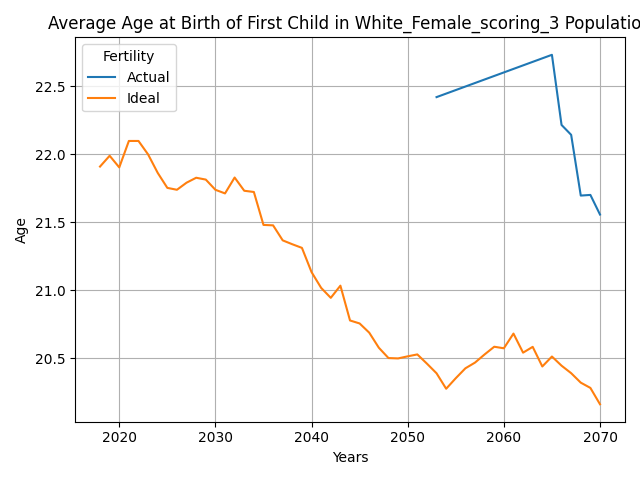 Average Age at Birth of First Child in White_Female_scoring_3 Populatio
Fertility
Actual
Ideal
22.5
22.0
21.5
21.0
20.5
Age
2020 2030 2040 2050 2060 2070
Years